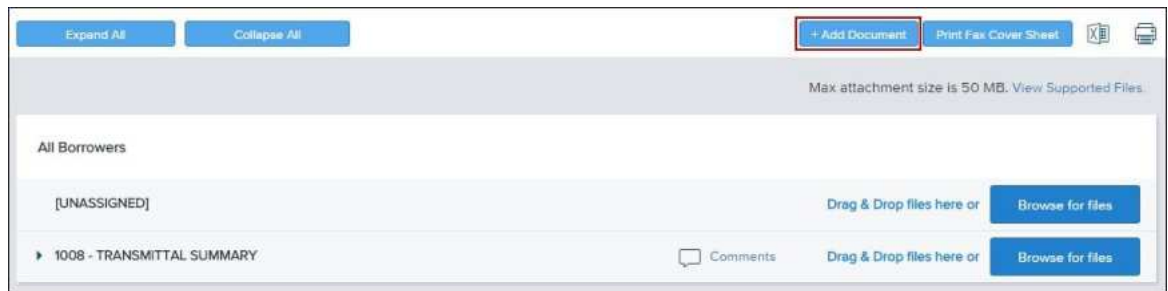 Expand All Collapse All + Add Document Print Fax Cover Sheet
Max attachment size is 50 MB. View Supported Files.
All Borrowers
[UNASSIGNED] Drag & Drop files here or Browse for files
1008 - TRANSMITTAL SUMMARY Comments Drag & Drop files here or Browse for files